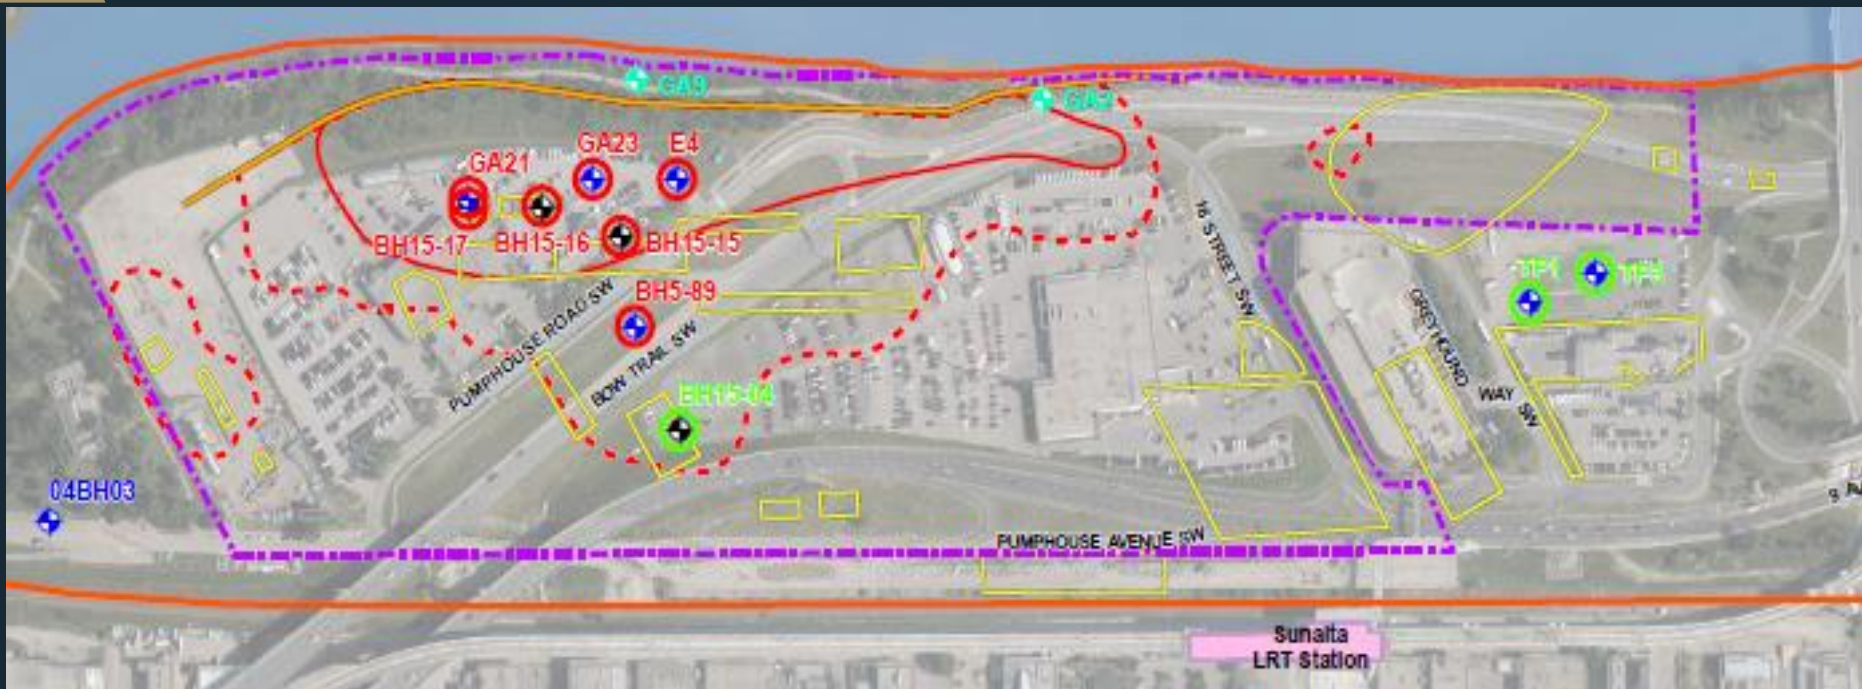 GA9
GA2
GA23
E4
GA21
BH15-17
BH15-16
BH15-15
BH5-89
BH15-04
04BH03
TP1
PUMPHOUSE ROAD SW
BOW TRAIL SW
16 STREET SW
GREYHOUND WAY SW
PUMPHOUSE AVENUE SW
Sunalta
LRT Station